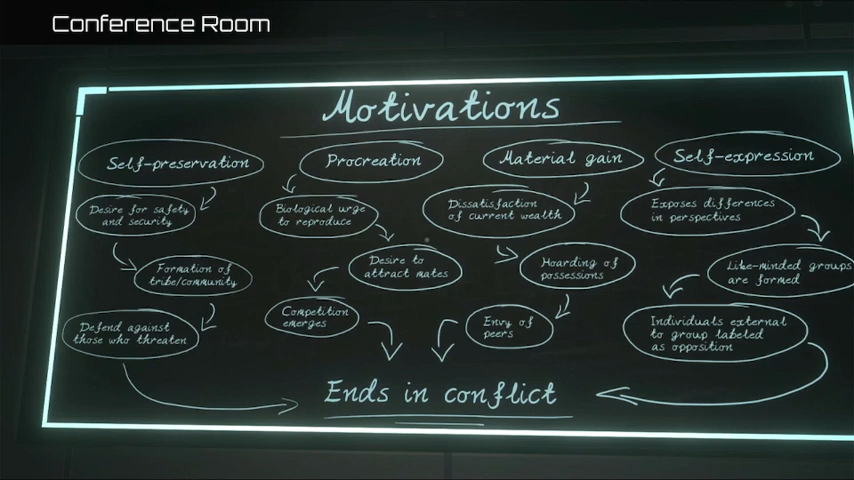 Conference Room
Motivations
Self-preservation
Desire for safety
and security
Formation of
tribe/community
Defend against
those who threaten
Procreation
Biological urge
to reproduce
Desire to
attract mates
Competition
emerges
Material gain
Dissatisfaction
of current wealth
Hoarding of
possessions
Envy of
peers
Self-expression
Exposes differences
in perspectives
Like-minded groups
are formed
Individuals external
to group labeled
as opposition
Ends in conflict